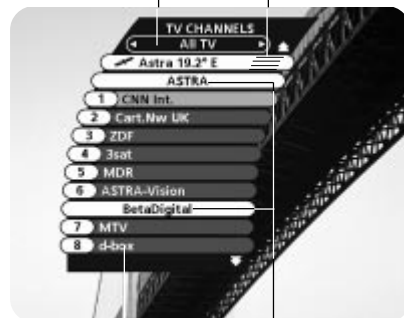 TV CHANNELS
All TV
Astra 19.2° E
ASTRA
1 CNN Int.
2 Cart.Nw UK
3 ZDF
4 3sat
5 MDR
6 ASTRA-Vision
BetaDigital
7 MTV
8 d-box